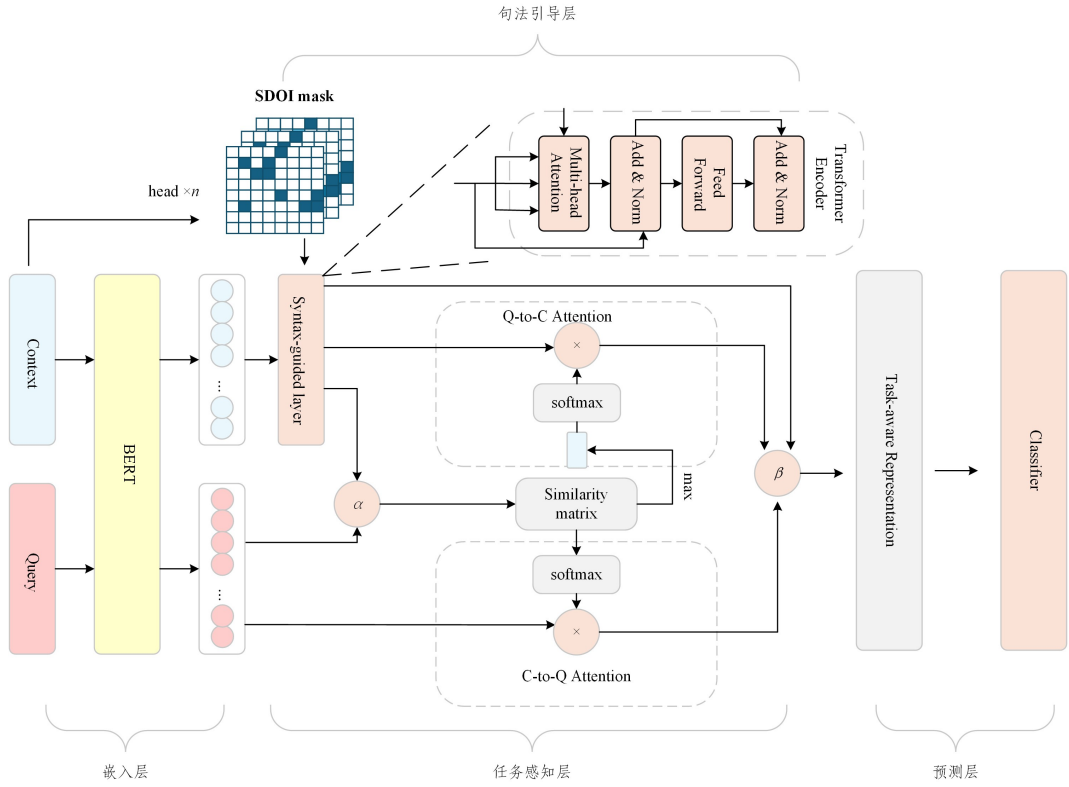 句法引导层
SDOI mask
head ×n
Multi-head
Attention
Add & Norm
Feed
Forward
Add & Norm
Transformer
Encoder
Context
Query
BERT
...
...
Syntax-guided
layer
Q-to-C Attention
×
softmax
α
Similarity
matrix
max
softmax
×
C-to-Q Attention
β
Task-aware Representation
Classifier
嵌入层
任务感知层
预测层